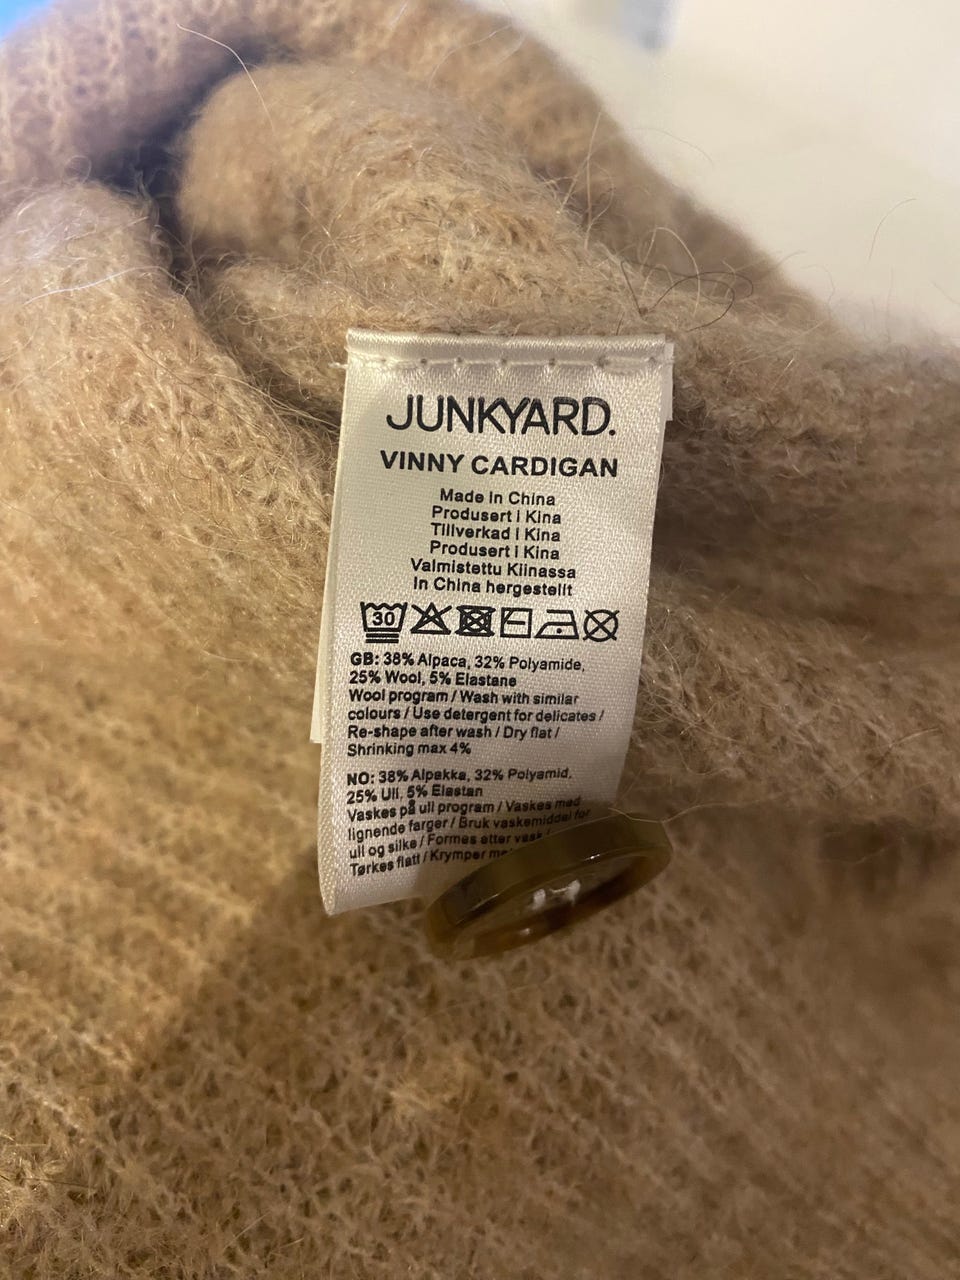 JUNKYARD.
VINNY CARDIGAN
Made in China
Produsert i Kina
Tillverkad i Kina
Produsert i Kina
Valmistettu Kiinassa
In China hergestellt
30
GB: 38% Alpaca, 32% Polyamide,
25% Wool, 5% Elastane
Wool program / Wash with similar
colours / Use detergent for delicates /
Re-shape after wash / Dry flat /
Shrinking max 4%
NO: 38% Alpakka, 32% Polyamid,
25% Ull, 5% Elastan
Vaskes på ull program / Vaskes med
lignende farger / Bruk vaskemiddel for
ull og silke / Formes etter vask /
Tørkes flatt / Krymper